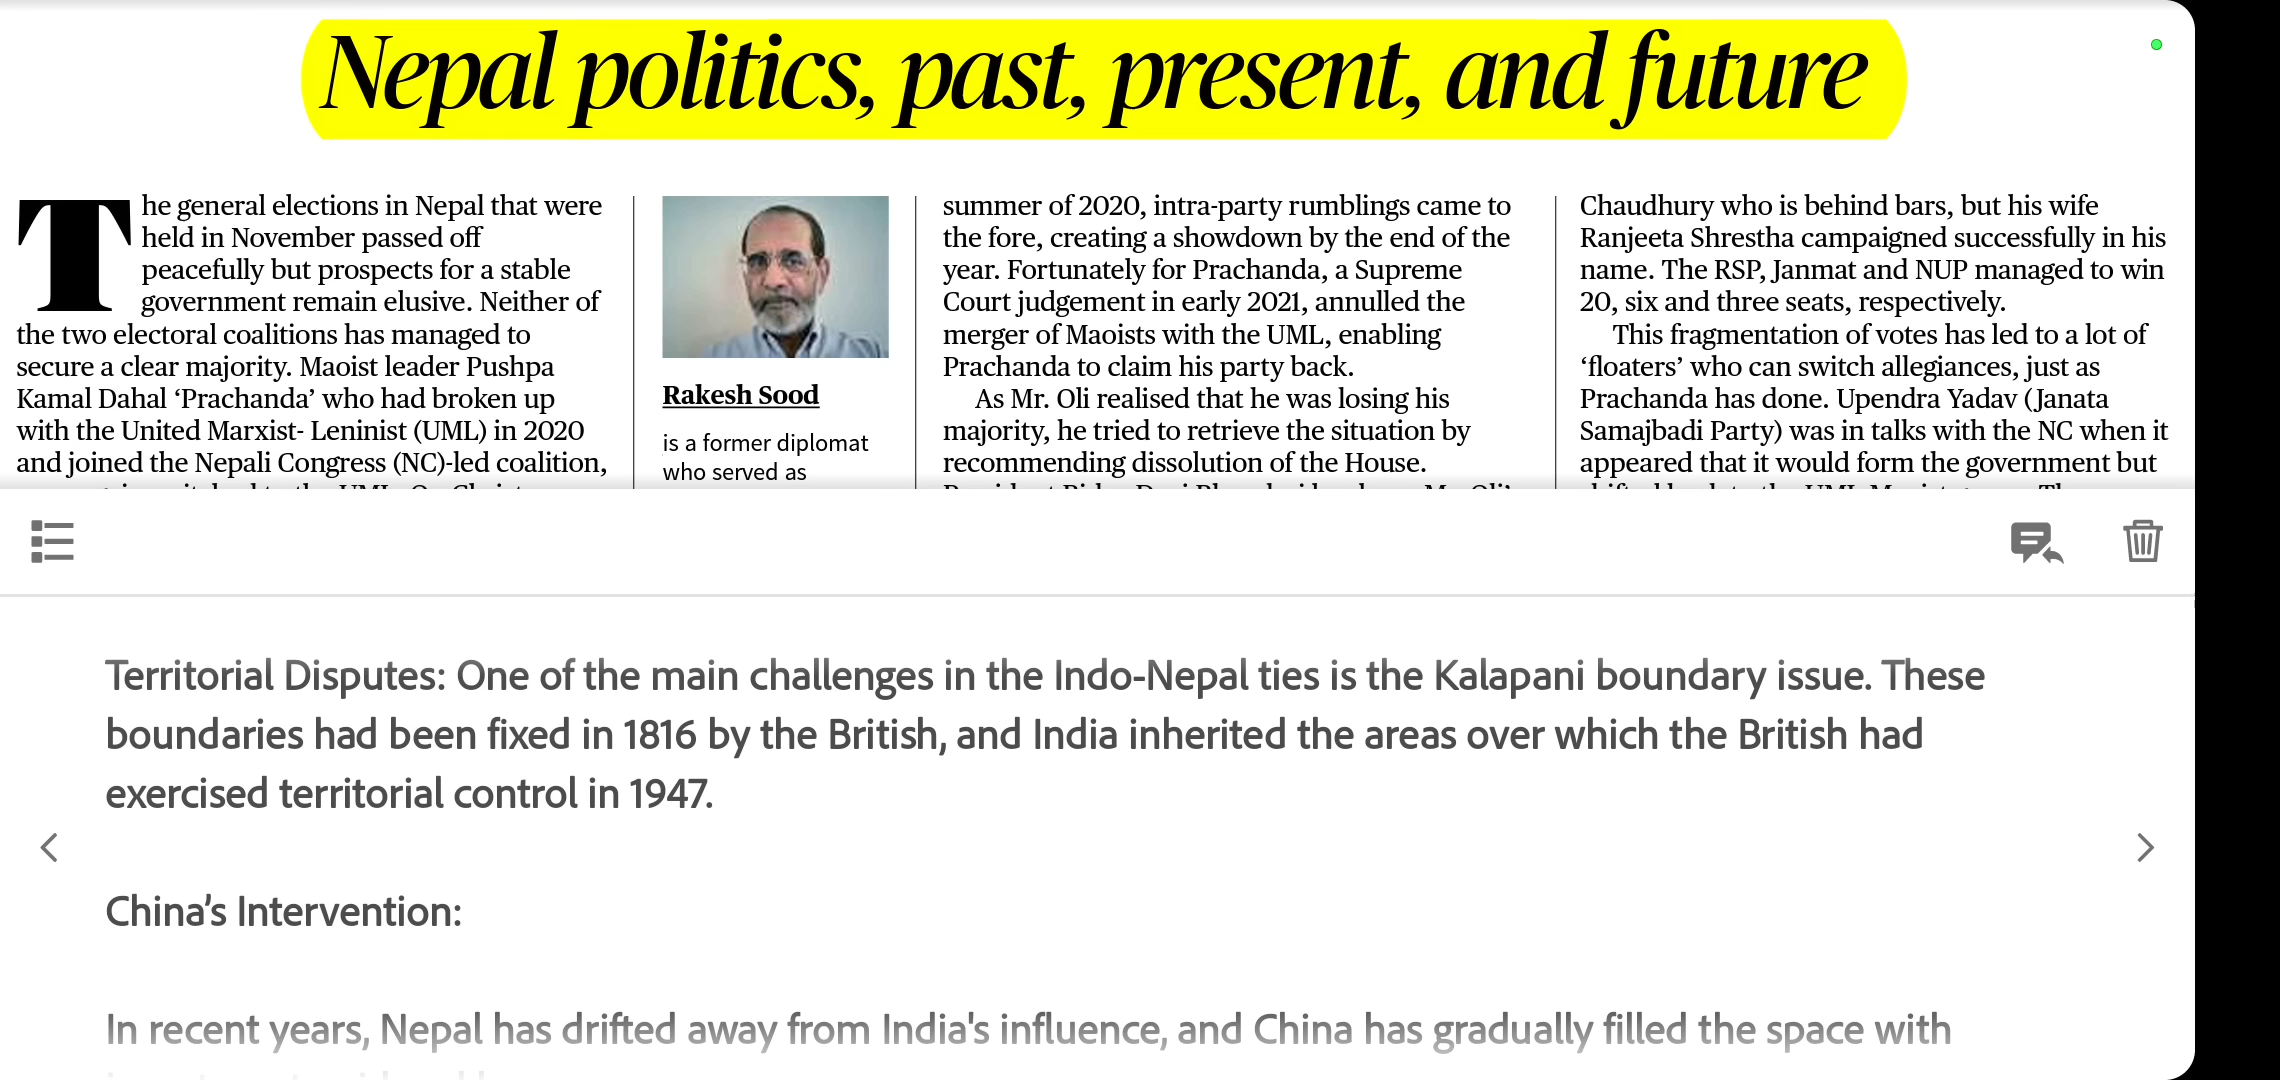 Nepal politics, past, present, and future
The general elections in Nepal that were
held in November passed off
peacefully but prospects for a stable
government remain elusive. Neither of
the two electoral coalitions has managed to
secure a clear majority. Maoist leader Pushpa
Kamal Dahal ‘Prachanda’ who had broken up
with the United Marxist- Leninist (UML) in 2020
and joined the Nepali Congress (NC)-led coalition,
Rakesh Sood
is a former diplomat
who served as
summer of 2020, intra-party rumblings came to
the fore, creating a showdown by the end of the
year. Fortunately for Prachanda, a Supreme
Court judgement in early 2021, annulled the
merger of Maoists with the UML, enabling
Prachanda to claim his party back.
As Mr. Oli realised that he was losing his
majority, he tried to retrieve the situation by
recommending dissolution of the House.
Chaudhury who is behind bars, but his wife
Ranjeeta Shrestha campaigned successfully in his
name. The RSP, Janmat and NUP managed to win
20, six and three seats, respectively.
This fragmentation of votes has led to a lot of
‘floaters’ who can switch allegiances, just as
Prachanda has done. Upendra Yadav (Janata
Samajbadi Party) was in talks with the NC when it
appeared that it would form the government but
Territorial Disputes: One of the main challenges in the Indo-Nepal ties is the Kalapani boundary issue. These
boundaries had been fixed in 1816 by the British, and India inherited the areas over which the British had
exercised territorial control in 1947.
China’s Intervention:
In recent years, Nepal has drifted away from India's influence, and China has gradually filled the space with